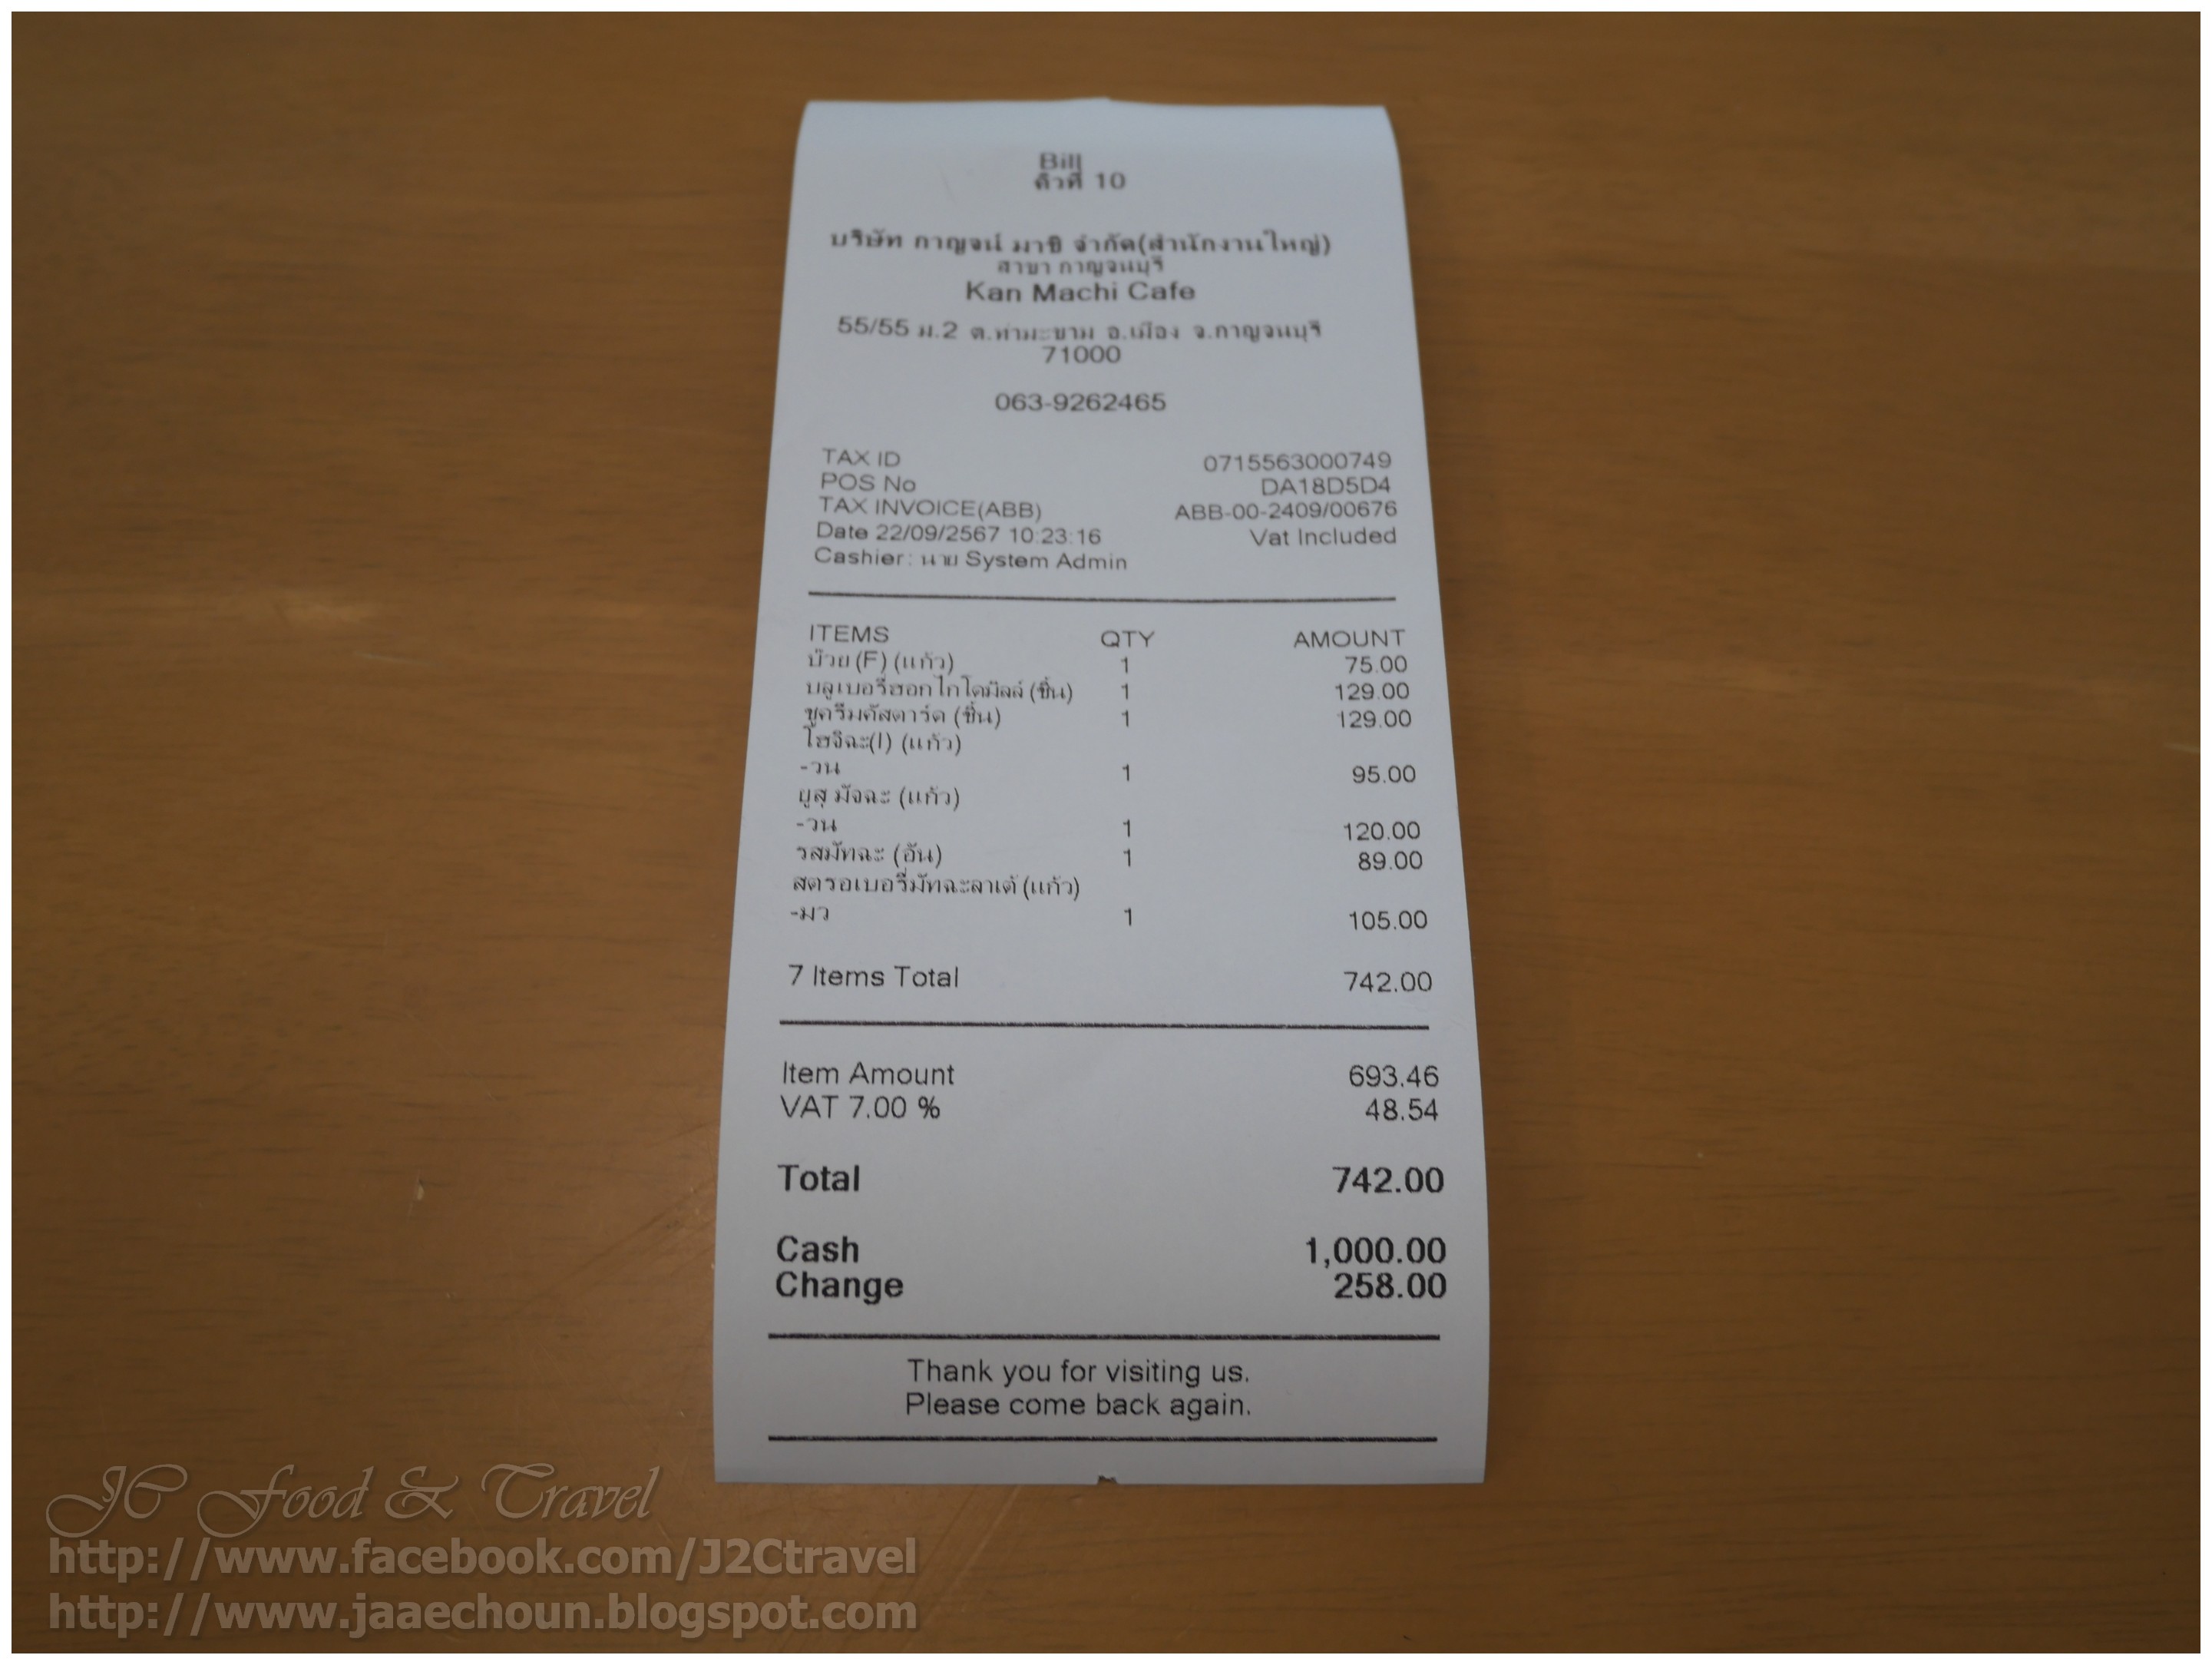 Bill
คิวที่ 10
บริษัท กาญจน์ มาชิ จำกัด(สำนักงานใหญ่)
สาขา กาญจนบุรี
Kan Machi Cafe
55/55 ม.2 ต.ท่ามะขาม อ.เมือง จ.กาญจนบุรี
71000
063-9262465
TAX ID 0715563000749
POS No DA18D5D4
TAX INVOICE(ABB) ABB-00-2409/00676
Date 22/09/2567 10:23:16 Vat Included
Cashier: นาย System Admin
ITEMS QTY AMOUNT
บ๊วย (F) (แก้ว) 1 75.00
บลูเบอรี่ฮอกไกโดมิลล์ (ชิ้น) 1 129.00
ชูครีมคัสตาร์ด (ชิ้น) 1 129.00
โฮจิฉะ(I) (แก้ว)
-วน 1 95.00
ยูสุ มัจฉะ (แก้ว)
-วน 1 120.00
รสมัทฉะ (อัน) 1 89.00
สตรอเบอรี่มัทฉะลาเต้ (แก้ว)
-มว 1 105.00
7 Items Total 742.00
Item Amount 693.46
VAT 7.00 % 48.54
Total 742.00
Cash 1,000.00
Change 258.00
Thank you for visiting us.
Please come back again.
JC Food & Travel
http://www.facebook.com/J2Ctravel
http://www.jaaechoun.blogspot.com